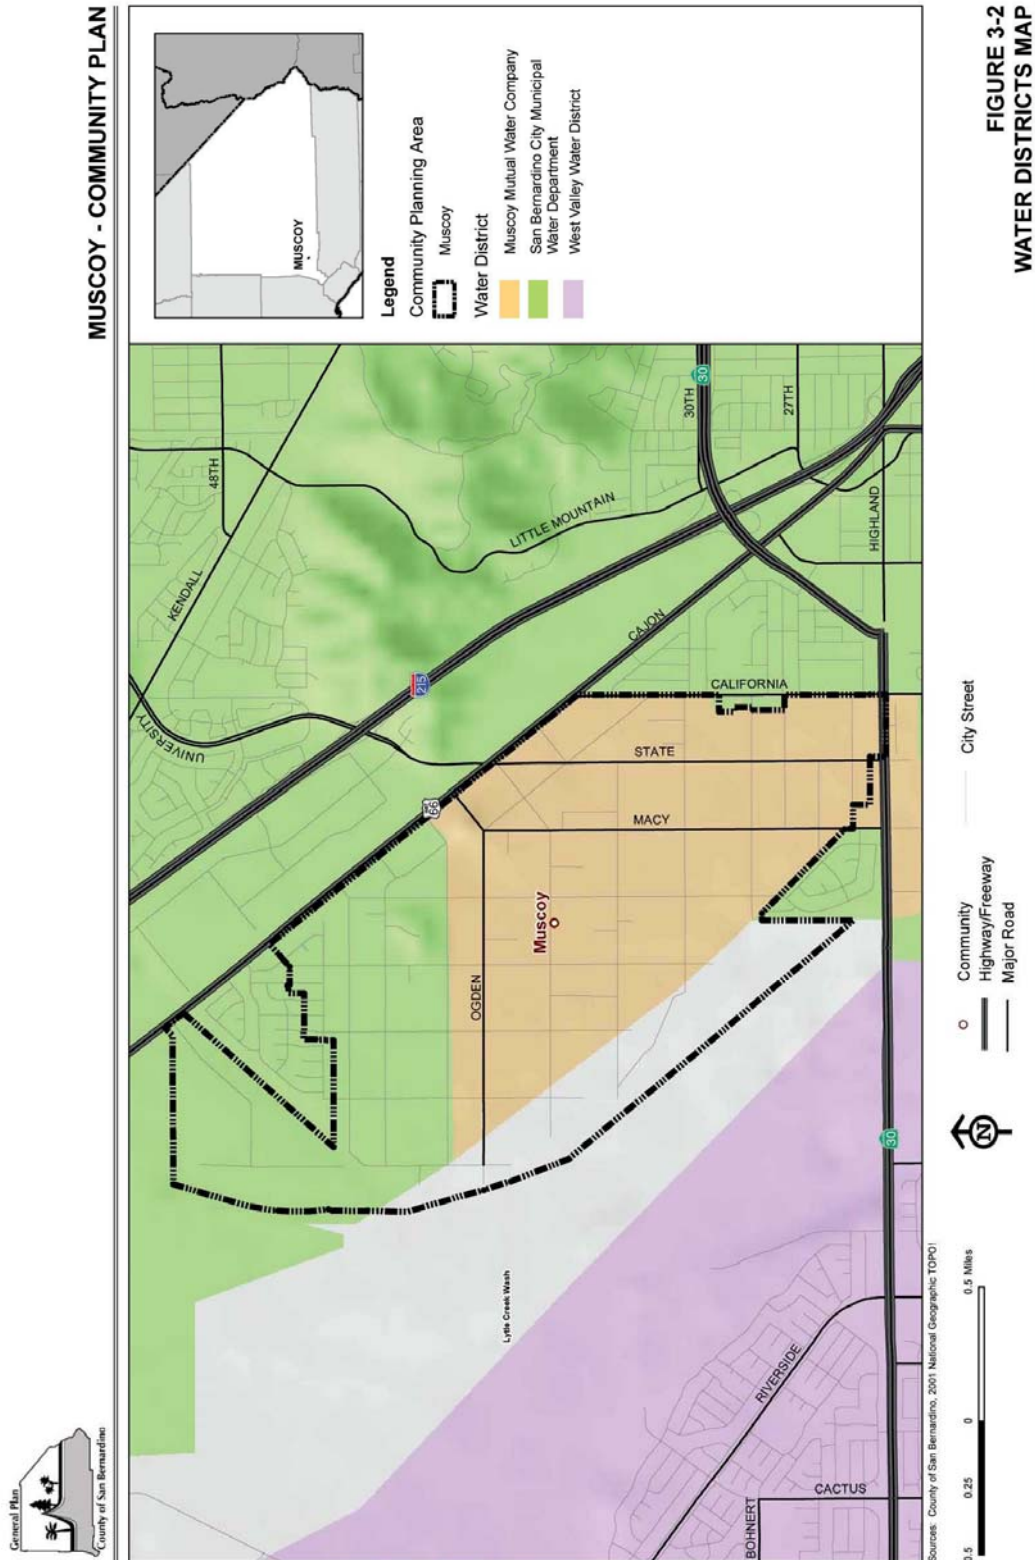 General Plan
County of San Bernardino
MUSCOY - COMMUNITY PLAN
48TH
KENDALL
UNIVERSITY
215
LITTLE MOUNTAIN
30TH
30
27TH
HIGHLAND
CAJON
66
CALIFORNIA
STATE
MACY
OGDEN
Muscoy
Lytle Creek Wash
30
RIVERSIDE
BOHNERT
CACTUS
MUSCOY
Legend
Community Planning Area
Muscoy
Water District
Muscoy Mutual Water Company
San Bernardino City Municipal
Water Department
West Valley Water District
Sources: County of San Bernardino, 2001 National Geographic TOPO!
0.5
0.25
0
0.5 Miles
N
Community
Highway/Freeway
Major Road
City Street
FIGURE 3-2
WATER DISTRICTS MAP